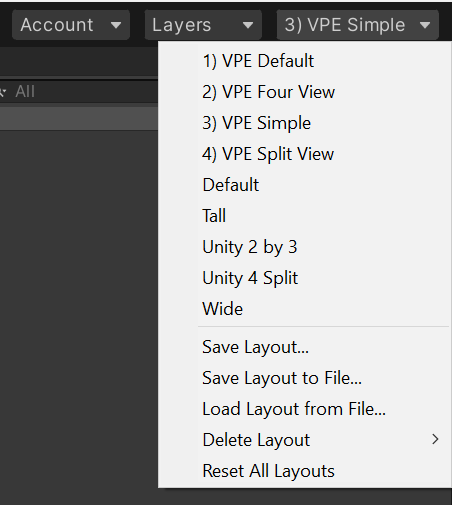 Account Layers 3) VPE Simple
All
1) VPE Default
2) VPE Four View
3) VPE Simple
4) VPE Split View
Default
Tall
Unity 2 by 3
Unity 4 Split
Wide
Save Layout...
Save Layout to File...
Load Layout from File...
Delete Layout
Reset All Layouts